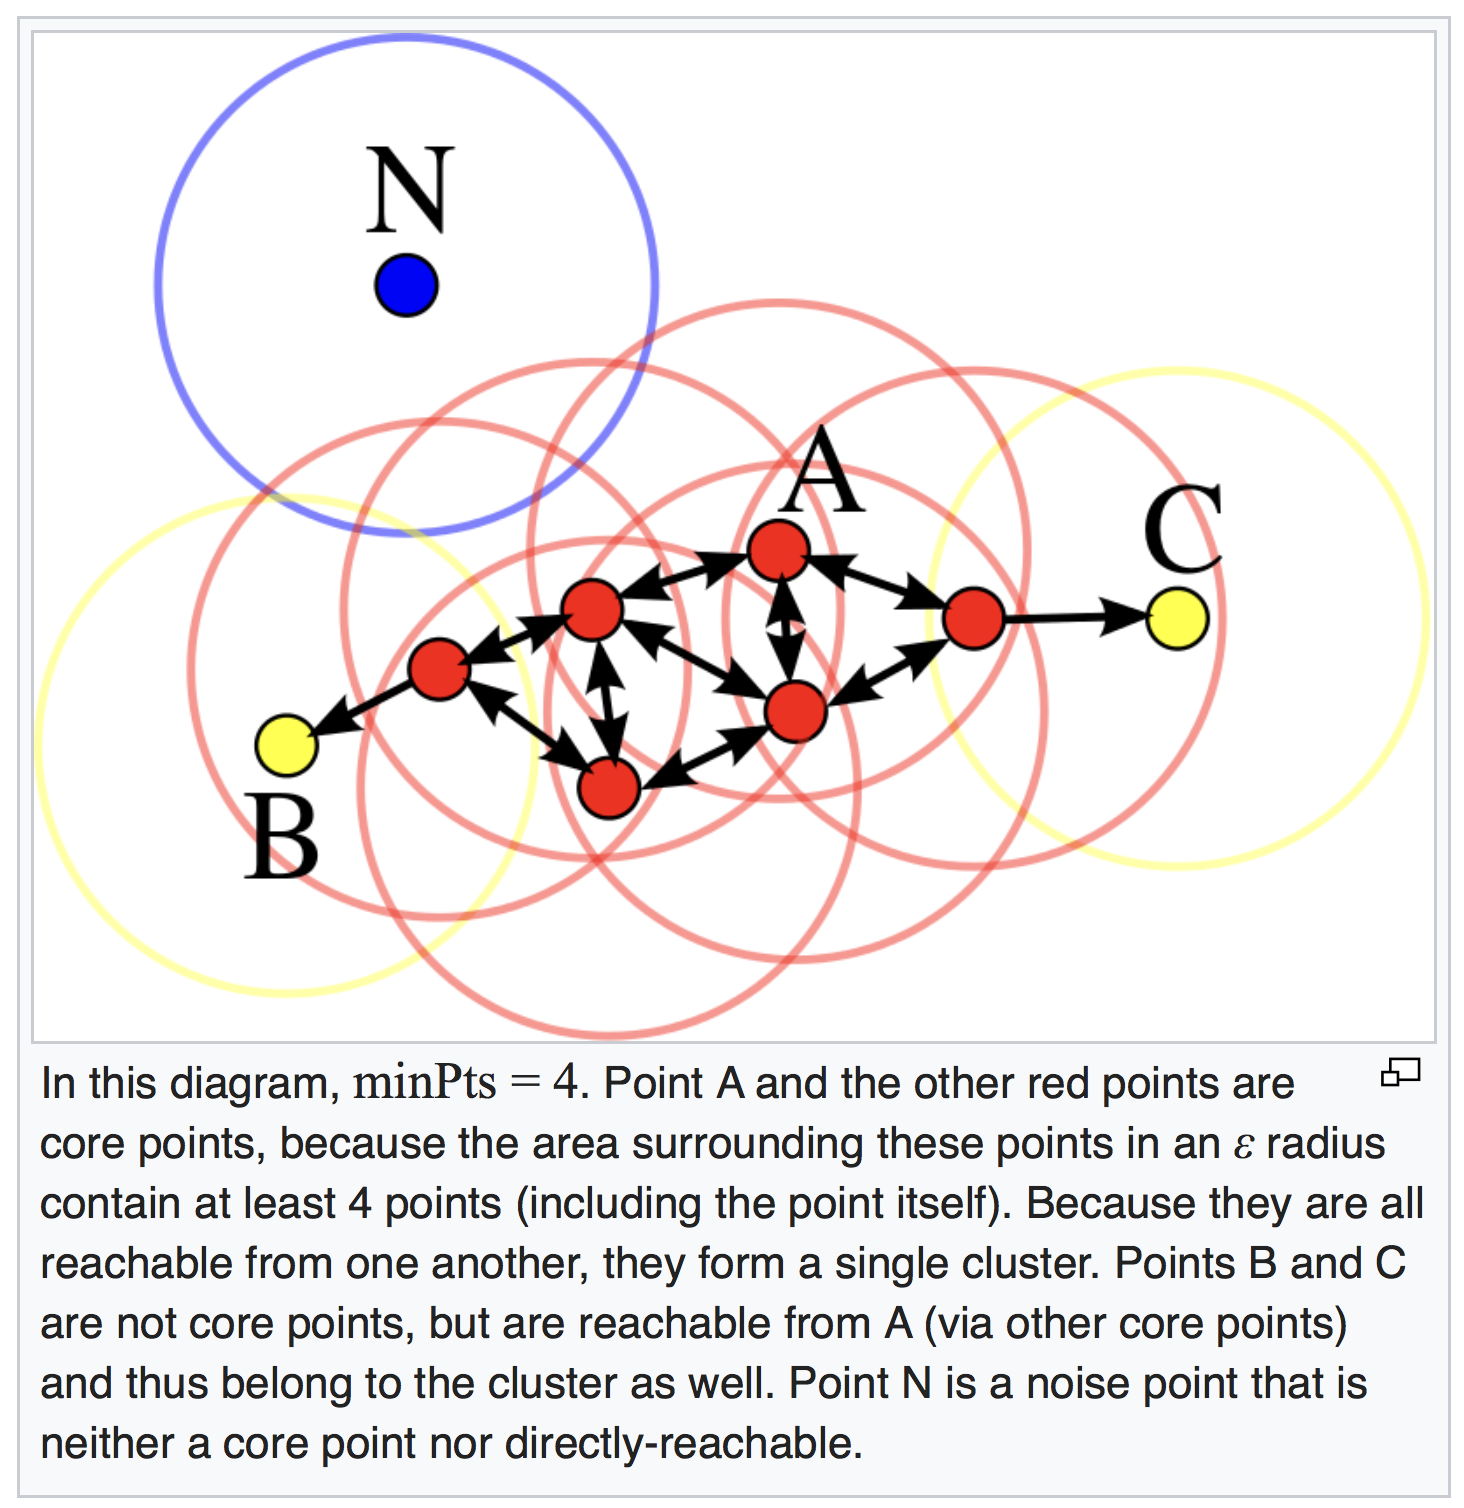 N
A
C
B
In this diagram, minPts = 4. Point A and the other red points are
core points, because the area surrounding these points in an ε radius
contain at least 4 points (including the point itself). Because they are all
reachable from one another, they form a single cluster. Points B and C
are not core points, but are reachable from A (via other core points)
and thus belong to the cluster as well. Point N is a noise point that is
neither a core point nor directly-reachable.